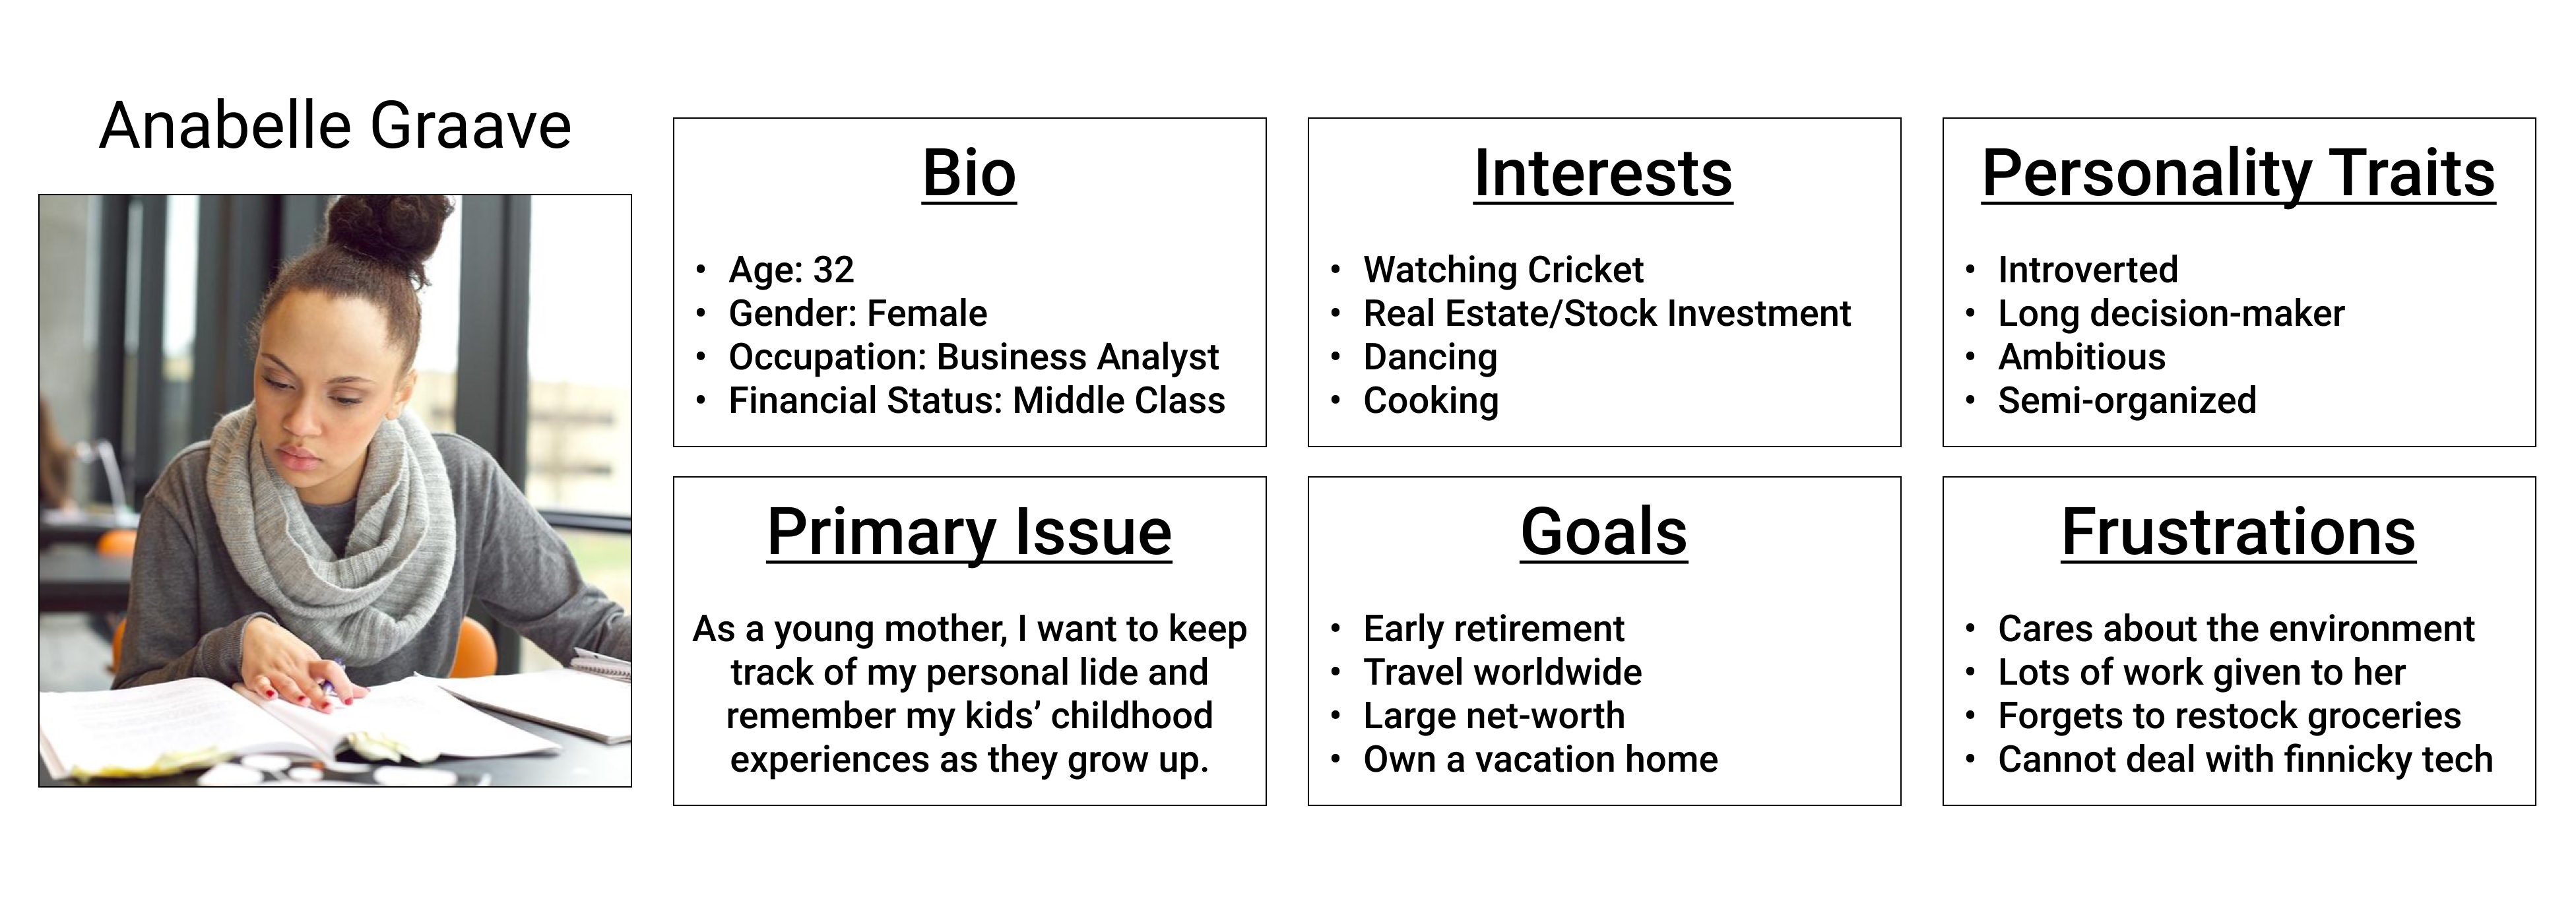 Anabelle Graave
Bio
• Age: 32
• Gender: Female
• Occupation: Business Analyst
• Financial Status: Middle Class
Interests
• Watching Cricket
• Real Estate/Stock Investment
• Dancing
• Cooking
Personality Traits
• Introverted
• Long decision-maker
• Ambitious
• Semi-organized
Primary Issue
As a young mother, I want to keep
track of my personal lide and
remember my kids’ childhood
experiences as they grow up.
Goals
• Early retirement
• Travel worldwide
• Large net-worth
• Own a vacation home
Frustrations
• Cares about the environment
• Lots of work given to her
• Forgets to restock groceries
• Cannot deal with finnicky tech